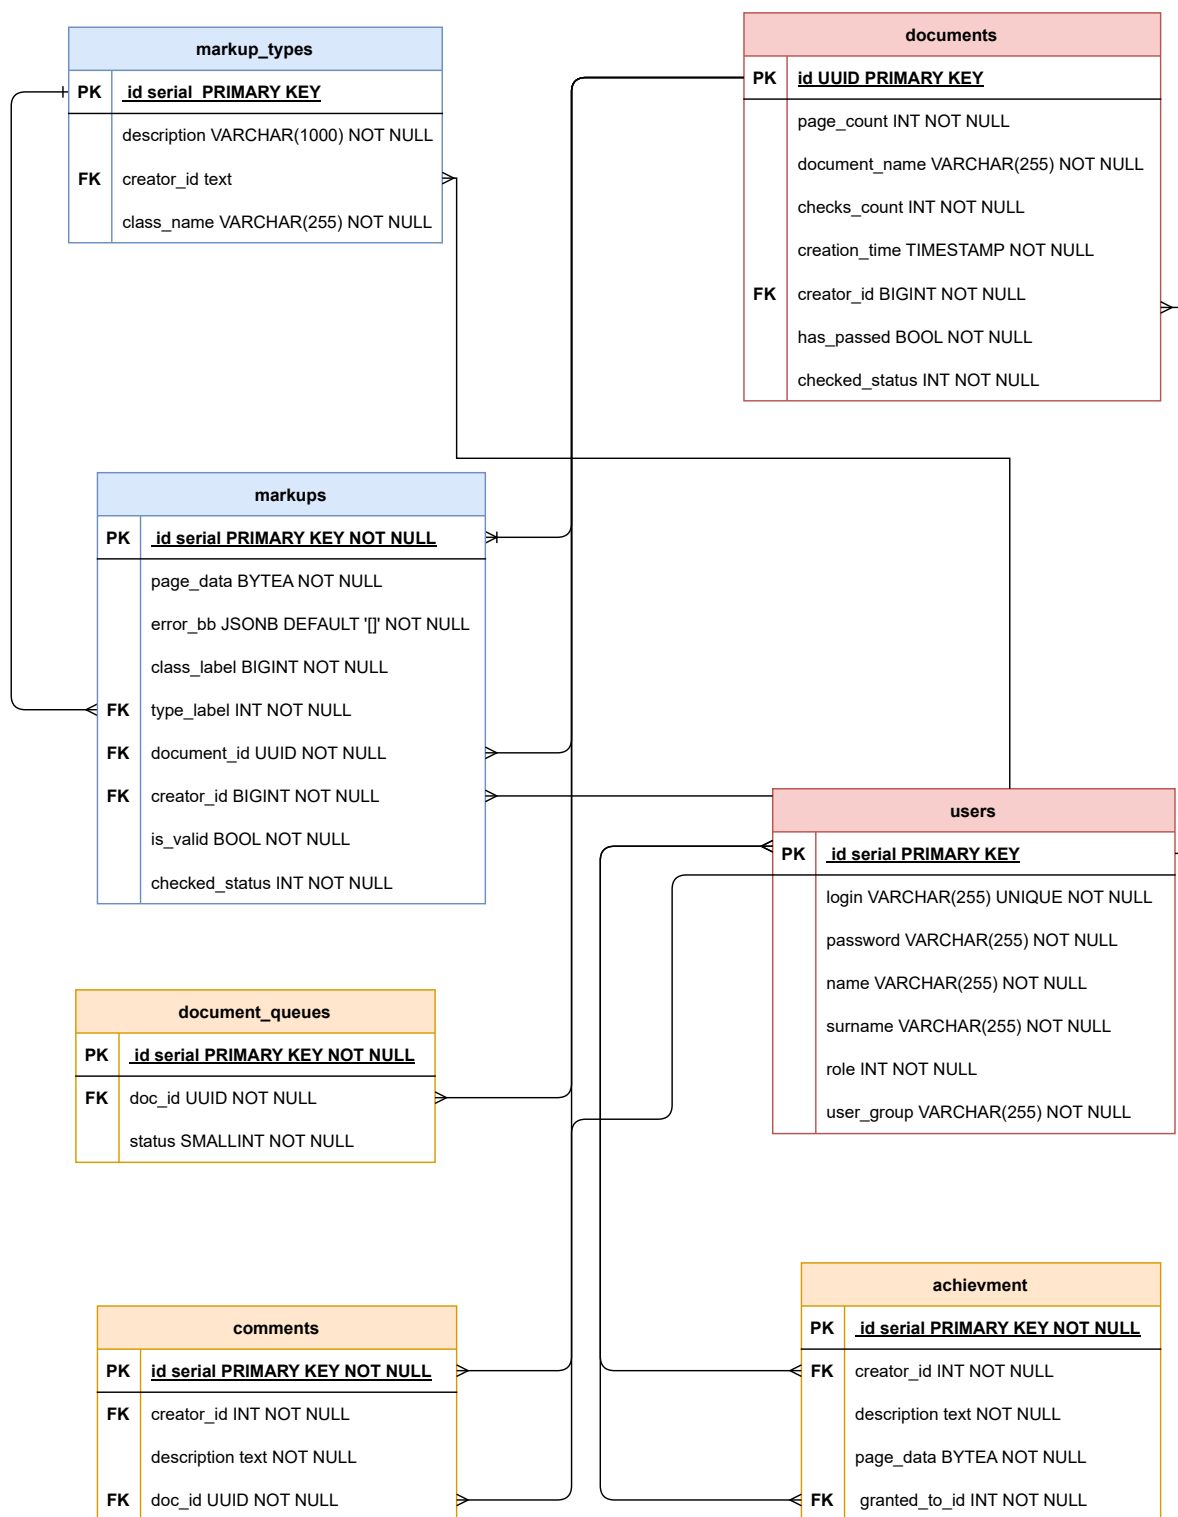 markup_types
PK id serial PRIMARY KEY
description VARCHAR(1000) NOT NULL
FK creator_id text
class_name VARCHAR(255) NOT NULL
documents
PK id UUID PRIMARY KEY
page_count INT NOT NULL
document_name VARCHAR(255) NOT NULL
checks_count INT NOT NULL
creation_time TIMESTAMP NOT NULL
FK creator_id BIGINT NOT NULL
has_passed BOOL NOT NULL
checked_status INT NOT NULL
markups
PK id serial PRIMARY KEY NOT NULL
page_data BYTEA NOT NULL
error_bb JSONB DEFAULT '[]' NOT NULL
class_label BIGINT NOT NULL
FK type_label INT NOT NULL
FK document_id UUID NOT NULL
FK creator_id BIGINT NOT NULL
is_valid BOOL NOT NULL
checked_status INT NOT NULL
users
PK id serial PRIMARY KEY
login VARCHAR(255) UNIQUE NOT NULL
password VARCHAR(255) NOT NULL
name VARCHAR(255) NOT NULL
surname VARCHAR(255) NOT NULL
role INT NOT NULL
user_group VARCHAR(255) NOT NULL
document_queues
PK id serial PRIMARY KEY NOT NULL
FK doc_id UUID NOT NULL
status SMALLINT NOT NULL
comments
PK id serial PRIMARY KEY NOT NULL
FK creator_id INT NOT NULL
description text NOT NULL
FK doc_id UUID NOT NULL
achievment
PK id serial PRIMARY KEY NOT NULL
FK creator_id INT NOT NULL
description text NOT NULL
page_data BYTEA NOT NULL
FK granted_to_id INT NOT NULL